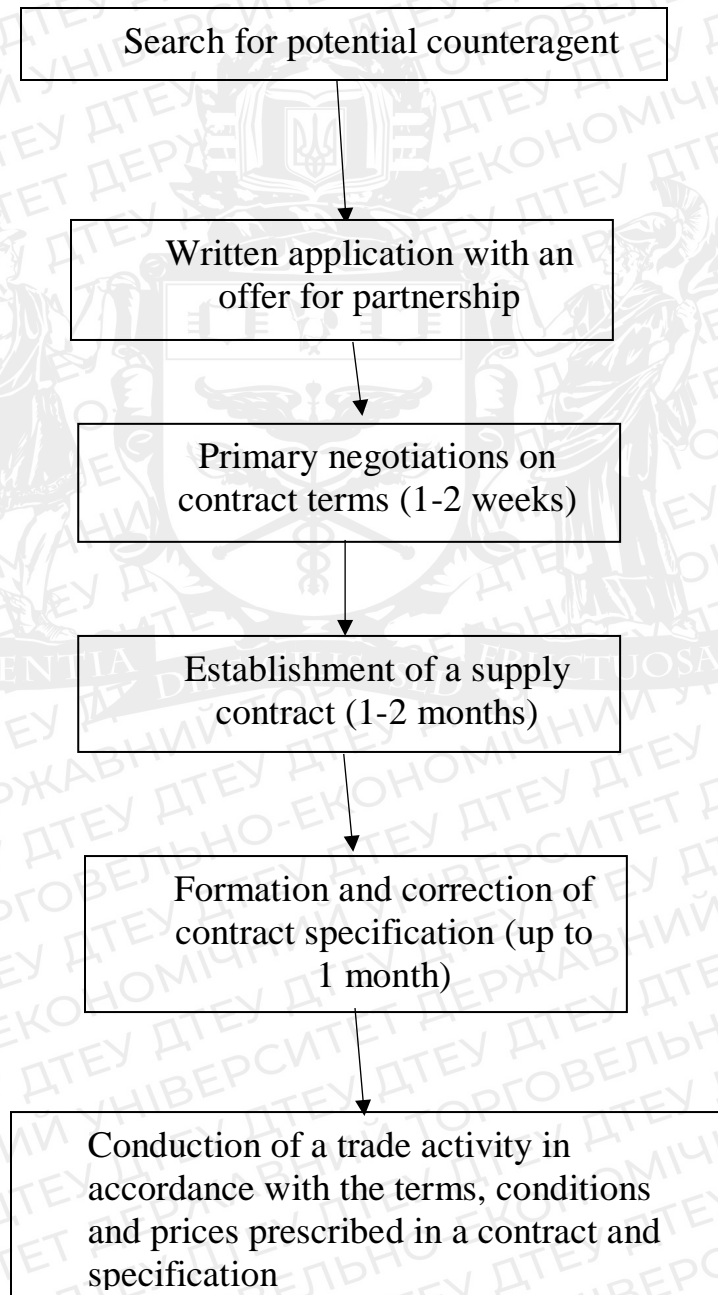 Search for potential counteragent
Written application with an
offer for partnership
Primary negotiations on
contract terms (1-2 weeks)
Establishment of a supply
contract (1-2 months)
Formation and correction of
contract specification (up to
1 month)
Conduction of a trade activity in
accordance with the terms, conditions
and prices prescribed in a contract and
specification